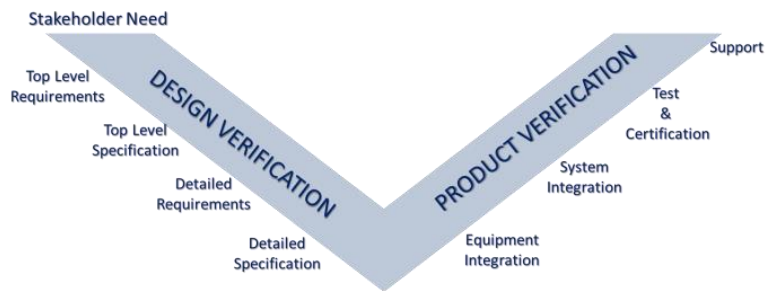 Stakeholder Need
Top Level
Requirements
Top Level
Specification
Detailed
Requirements
Detailed
Specification
DESIGN VERIFICATION
PRODUCT VERIFICATION
Equipment
Integration
System
Integration
Test
&
Certification
Support